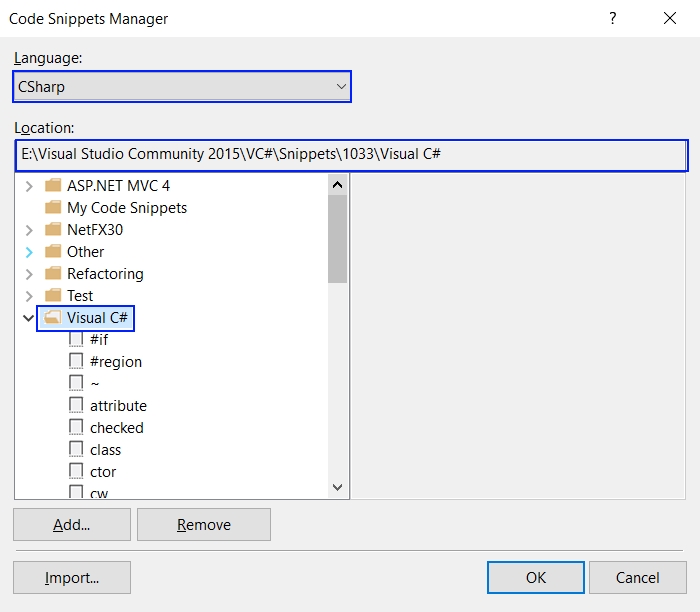 Code Snippets Manager
?
Language:
CSharp
Location:
E:\Visual Studio Community 2015\VC#\Snippets\1033\Visual C#
ASP.NET MVC 4
My Code Snippets
NetFX30
Other
Refactoring
Test
Visual C#
#if
#region
~
attribute
checked
class
ctor
cw
Add... Remove
Import... OK Cancel